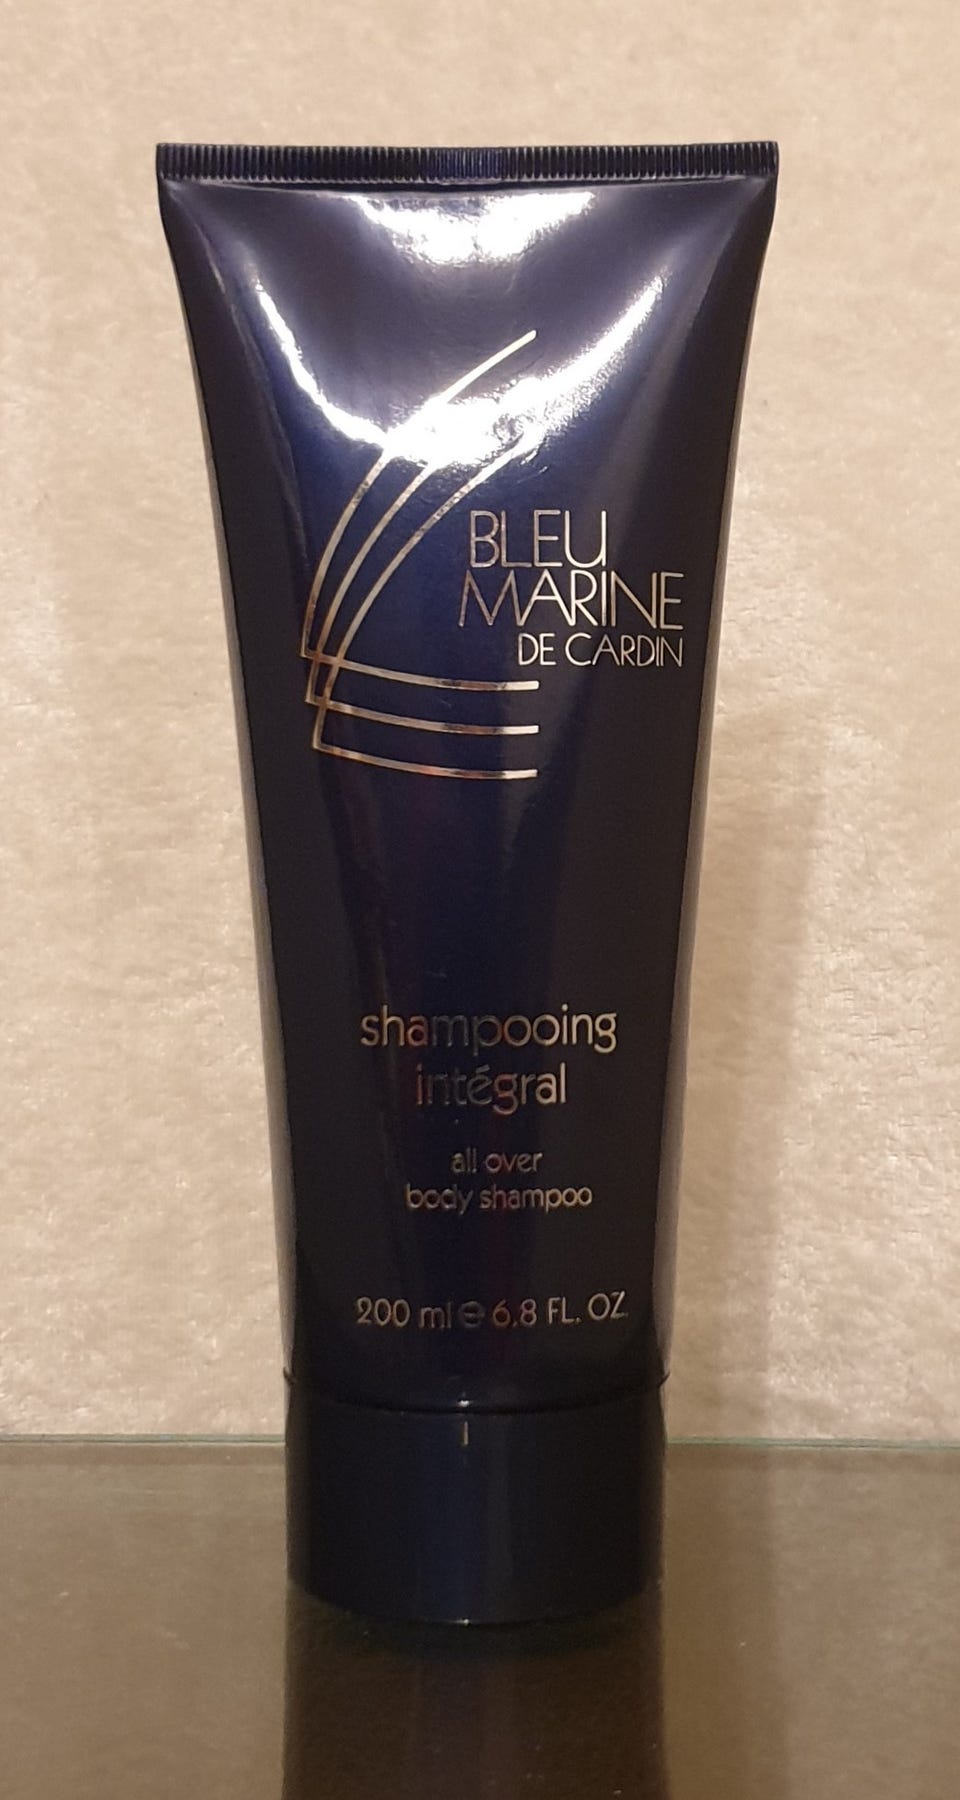 BLEU
MARINE
DE CARDIN
shampooing
intégral
all over
body shampoo
200 ml ℮ 6.8 FL. OZ.